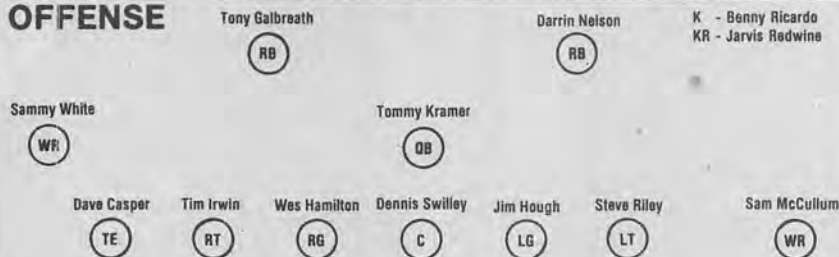 OFFENSE
Tony Galbreath
RB
Darrin Nelson
RB
K - Benny Ricardo
KR - Jarvis Redwine
Sammy White
WR
Tommy Kramer
QB
Dave Casper
TE
Tim Irwin
RT
Wes Hamilton
RG
Dennis Swilley
C
Jim Hough
LG
Steve Riley
LT
Sam McCullum
WR